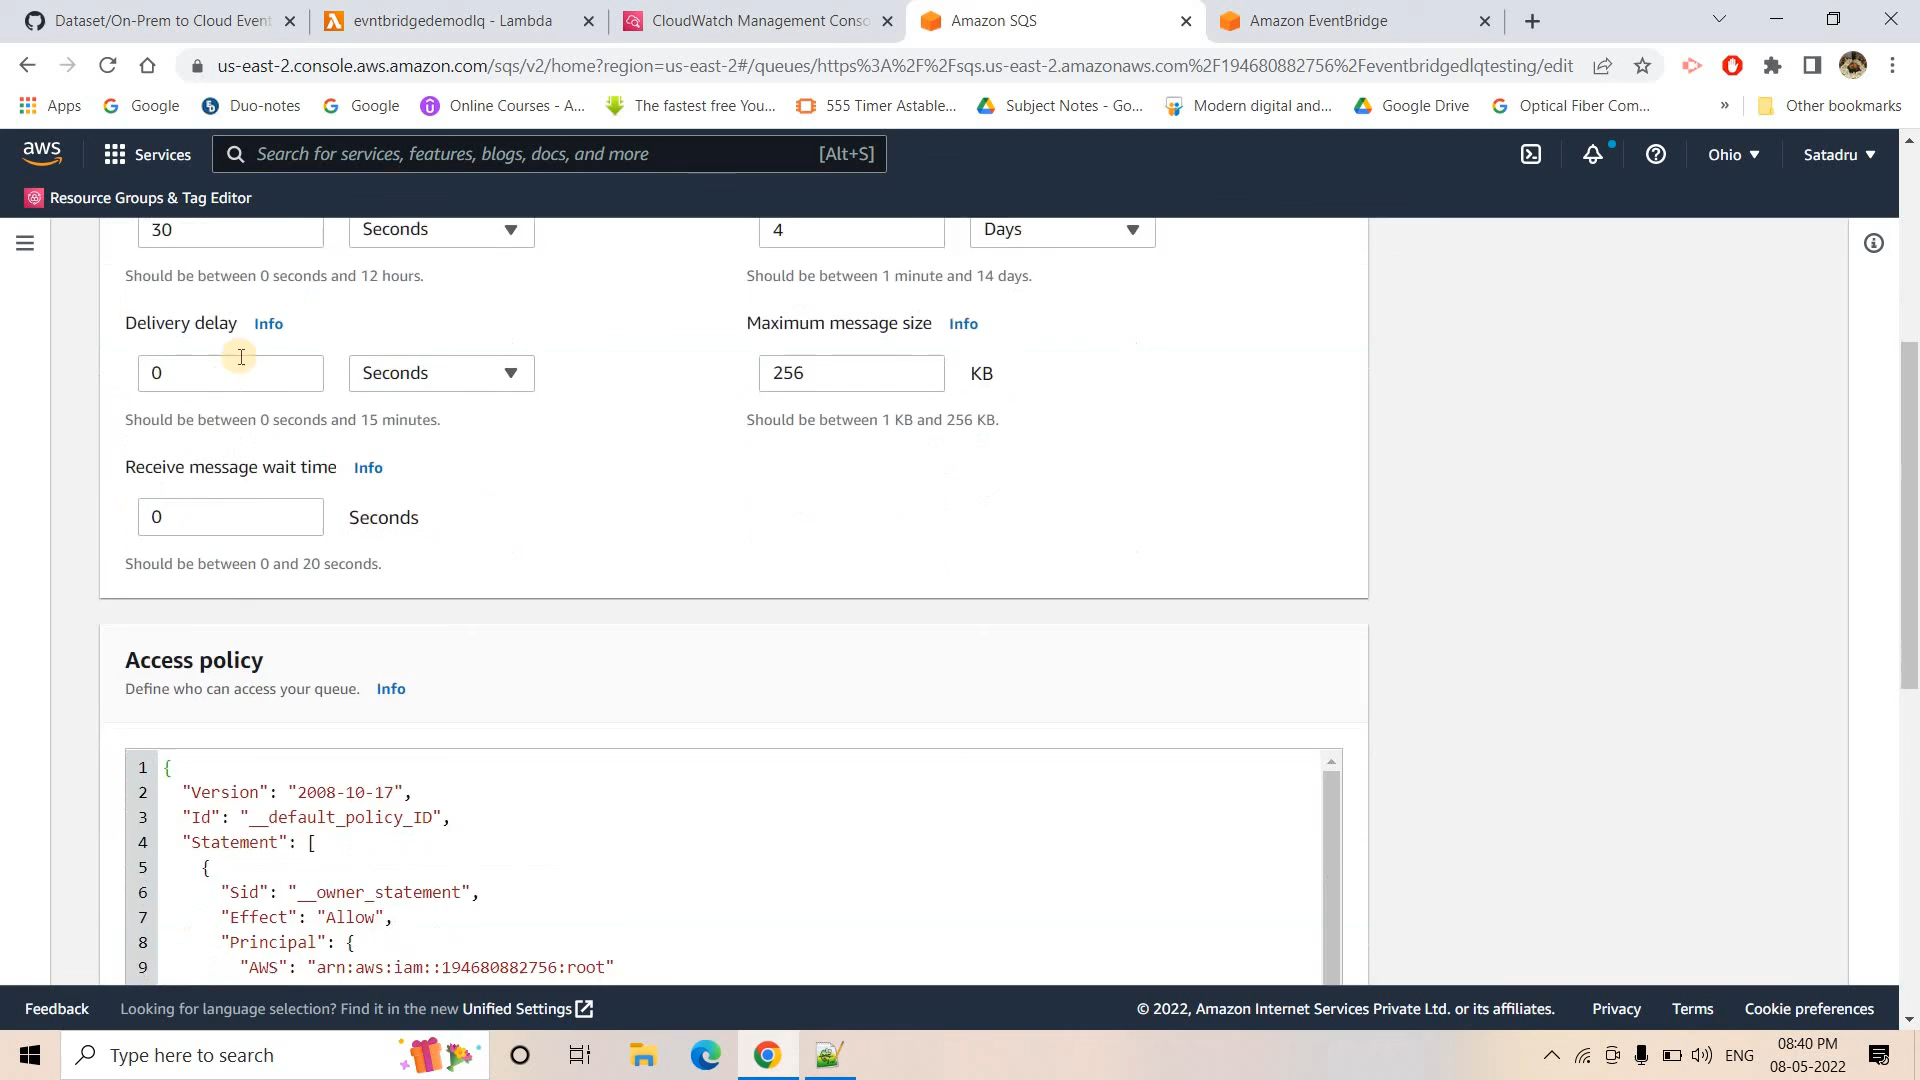 Dataset/On-Prem to Cloud Event
evntbridgedemodlq - Lambda
CloudWatch Management Conso
Amazon SQS
Amazon EventBridge
us-east-2.console.aws.amazon.com/sqs/v2/home?region=us-east-2#/queues/https%3A%2F%2Fsqs.us-east-2.amazonaws.com%2F194680882756%2Feventbridgedlqtesting/edit
Apps
Google
Duo-notes
Google
Online Courses - A...
The fastest free You...
555 Timer Astable...
Subject Notes - Go...
Modern digital and...
Google Drive
Optical Fiber Com...
»
Other bookmarks
aws
Services
Search for services, features, blogs, docs, and more
[Alt+S]
Ohio
Satadru
Resource Groups & Tag Editor
30
Seconds
4
Days
Should be between 0 seconds and 12 hours.
Should be between 1 minute and 14 days.
Delivery delay Info
Maximum message size Info
0
Seconds
256
KB
Should be between 0 seconds and 15 minutes.
Should be between 1 KB and 256 KB.
Receive message wait time Info
0
Seconds
Should be between 0 and 20 seconds.
Access policy
Define who can access your queue. Info
1 {
2 "Version": "2008-10-17",
3 "Id": "__default_policy_ID",
4 "Statement": [
5 {
6 "Sid": "__owner_statement",
7 "Effect": "Allow",
8 "Principal": {
9 "AWS": "arn:aws:iam::194680882756:root"
Feedback
Looking for language selection? Find it in the new Unified Settings
© 2022, Amazon Internet Services Private Ltd. or its affiliates.
Privacy
Terms
Cookie preferences
Type here to search
ENG
08:40 PM
08-05-2022